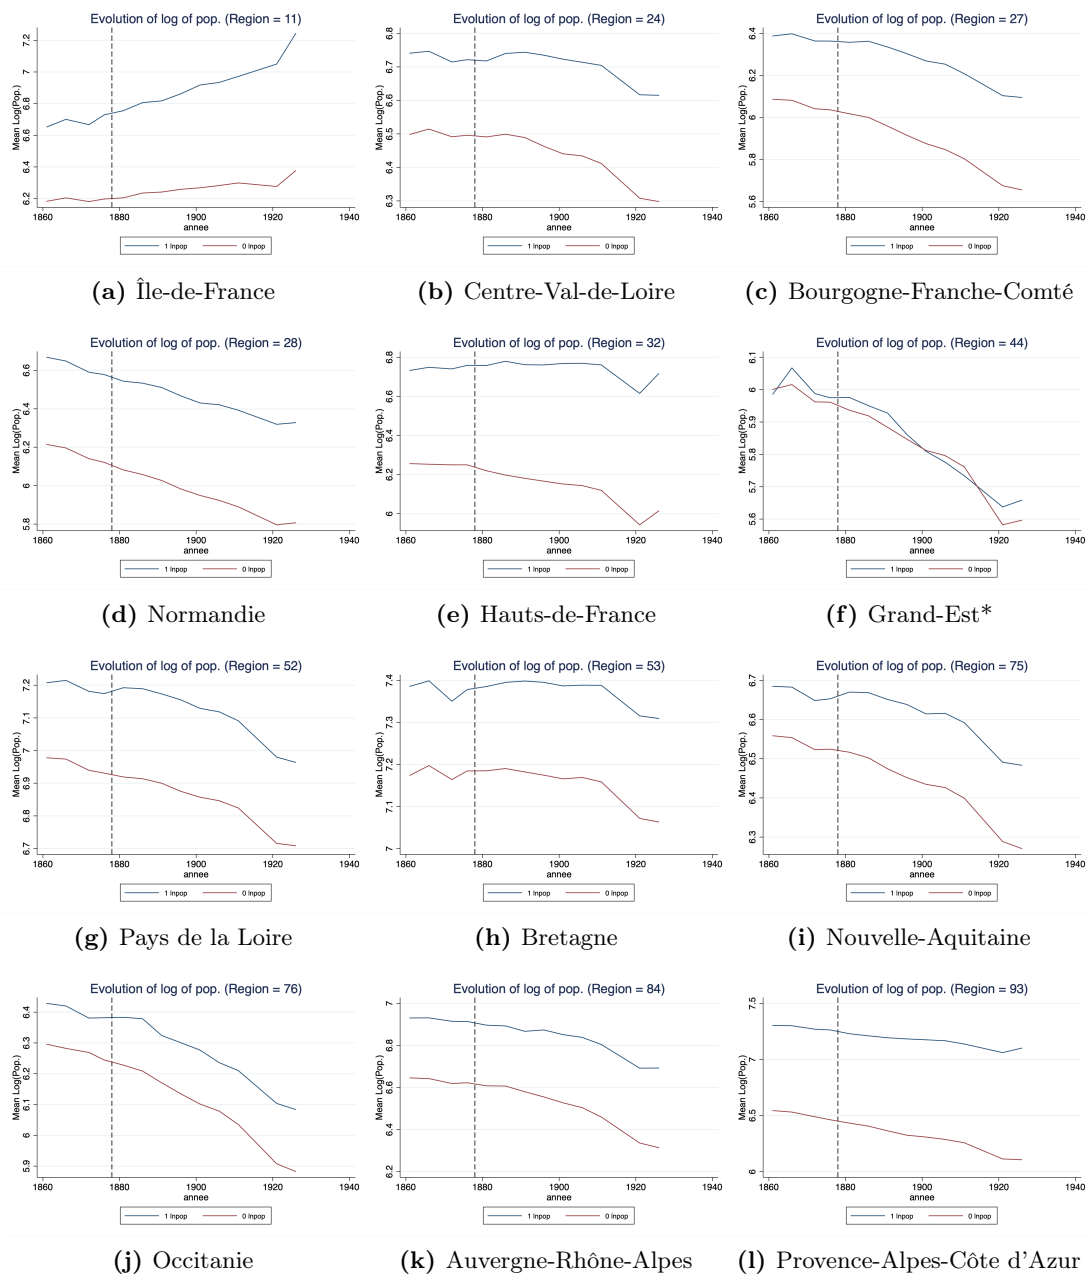 Evolution of log of pop. (Region = 11)
Mean Log(Pop.)
7.2
7
6.8
6.6
6.4
6.2
1860 1880 1900 1920 1940
annee
1 lnpop 0 lnpop
(a) Île-de-France
Evolution of log of pop. (Region = 24)
Mean Log(Pop.)
6.8
6.7
6.6
6.5
6.4
6.3
1860 1880 1900 1920 1940
annee
1 lnpop 0 lnpop
(b) Centre-Val-de-Loire
Evolution of log of pop. (Region = 27)
Mean Log(Pop.)
6.4
6.2
6
5.8
5.6
1860 1880 1900 1920 1940
annee
1 lnpop 0 lnpop
(c) Bourgogne-Franche-Comté
Evolution of log of pop. (Region = 28)
Mean Log(Pop.)
6.6
6.4
6.2
6
5.8
1860 1880 1900 1920 1940
annee
1 lnpop 0 lnpop
(d) Normandie
Evolution of log of pop. (Region = 32)
Mean Log(Pop.)
6.8
6.6
6.4
6.2
6
1860 1880 1900 1920 1940
annee
1 lnpop 0 lnpop
(e) Hauts-de-France
Evolution of log of pop. (Region = 44)
Mean Log(Pop.)
6.1
6
5.9
5.8
5.7
5.6
1860 1880 1900 1920 1940
annee
1 lnpop 0 lnpop
(f) Grand-Est*
Evolution of log of pop. (Region = 52)
Mean Log(Pop.)
7.2
7.1
7
6.9
6.8
6.7
1860 1880 1900 1920 1940
annee
1 lnpop 0 lnpop
(g) Pays de la Loire
Evolution of log of pop. (Region = 53)
Mean Log(Pop.)
7.4
7.3
7.2
7.1
7
1860 1880 1900 1920 1940
annee
1 lnpop 0 lnpop
(h) Bretagne
Evolution of log of pop. (Region = 75)
Mean Log(Pop.)
6.7
6.6
6.5
6.4
6.3
1860 1880 1900 1920 1940
annee
1 lnpop 0 lnpop
(i) Nouvelle-Aquitaine
Evolution of log of pop. (Region = 76)
Mean Log(Pop.)
6.4
6.3
6.2
6.1
6
5.9
1860 1880 1900 1920 1940
annee
1 lnpop 0 lnpop
(j) Occitanie
Evolution of log of pop. (Region = 84)
Mean Log(Pop.)
7
6.8
6.6
6.4
6.2
1860 1880 1900 1920 1940
annee
1 lnpop 0 lnpop
(k) Auvergne-Rhône-Alpes
Evolution of log of pop. (Region = 93)
Mean Log(Pop.)
7.5
7
6.5
6
1860 1880 1900 1920 1940
annee
1 lnpop 0 lnpop
(l) Provence-Alpes-Côte d'Azur